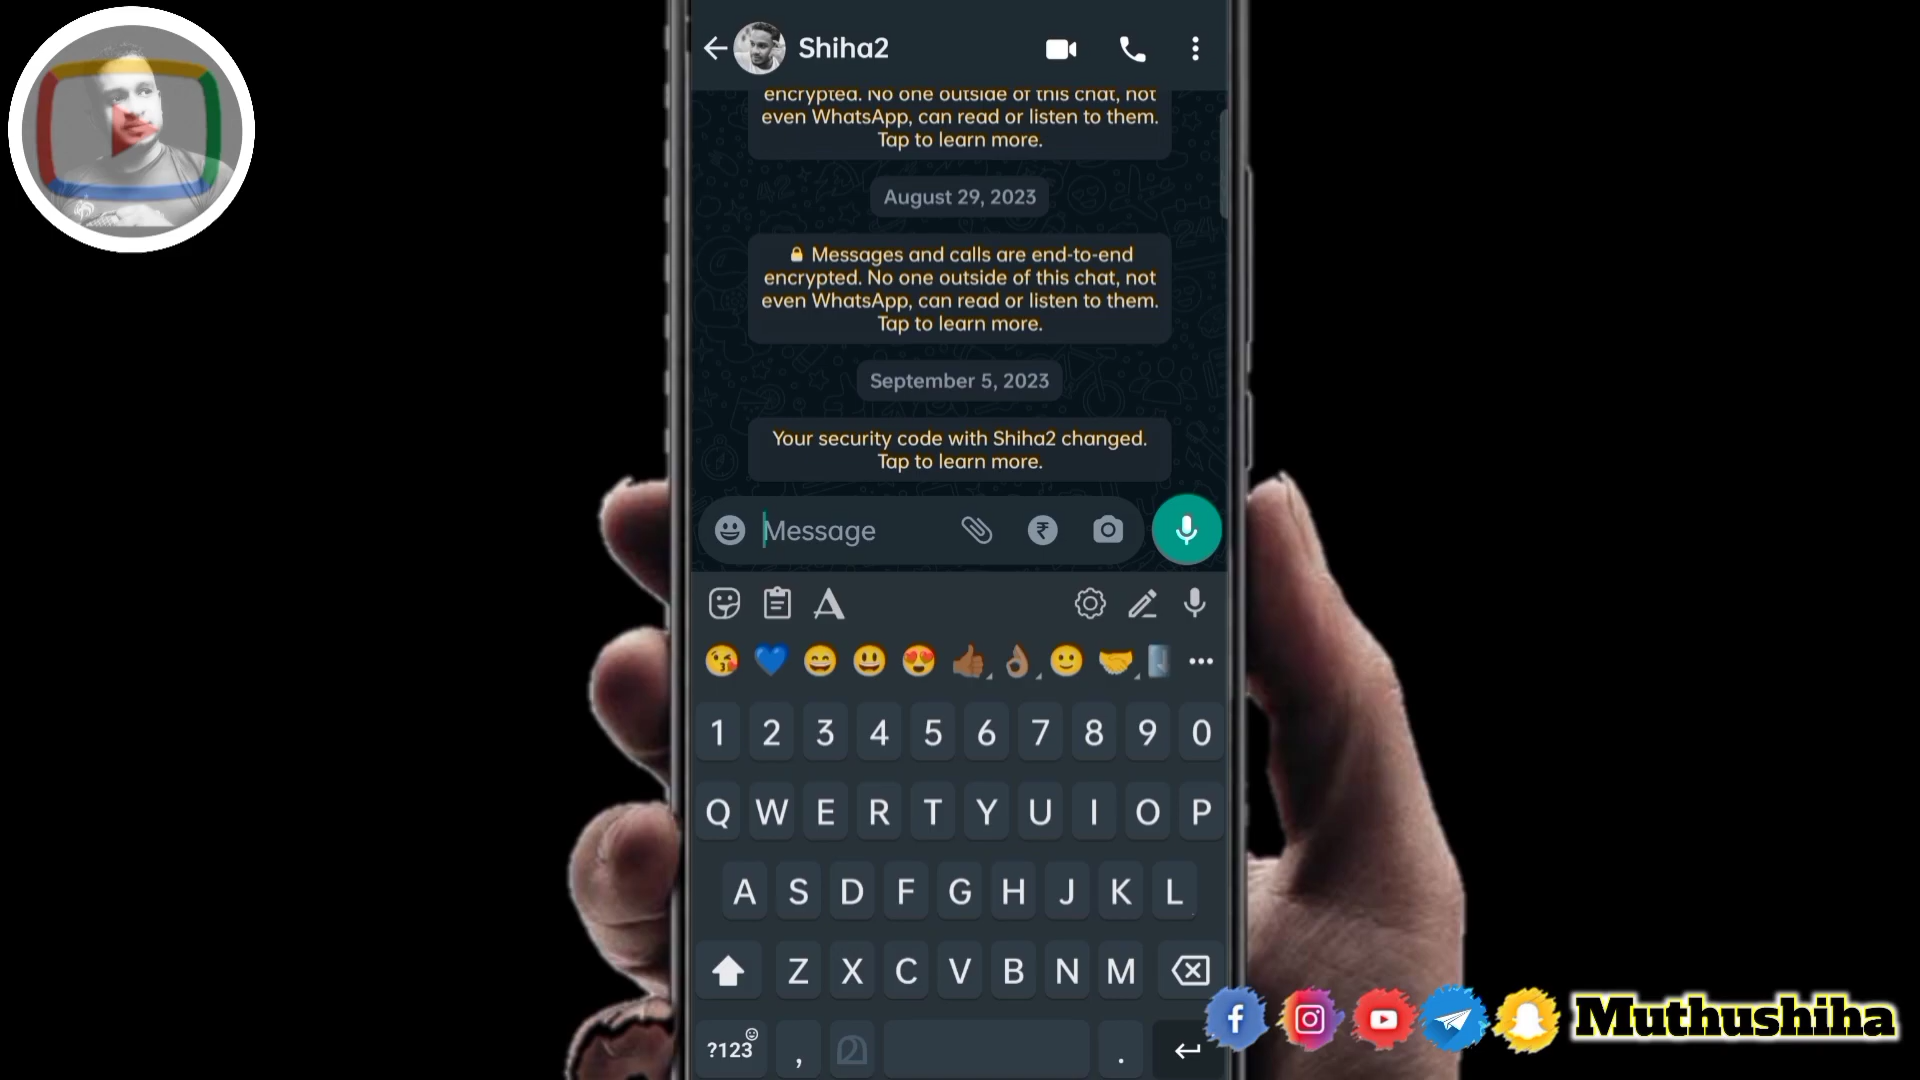 Shiha2
encrypted. No one outside of this chat, not
even WhatsApp, can read or listen to them.
Tap to learn more.
August 29, 2023
Messages and calls are end-to-end
encrypted. No one outside of this chat, not
even WhatsApp, can read or listen to them.
Tap to learn more.
September 5, 2023
Your security code with Shiha2 changed.
Tap to learn more.
Message
1 2 3 4 5 6 7 8 9 0
Q W E R T Y U I O P
A S D F G H J K L
Z X C V B N M
?123 , .
Muthushiha